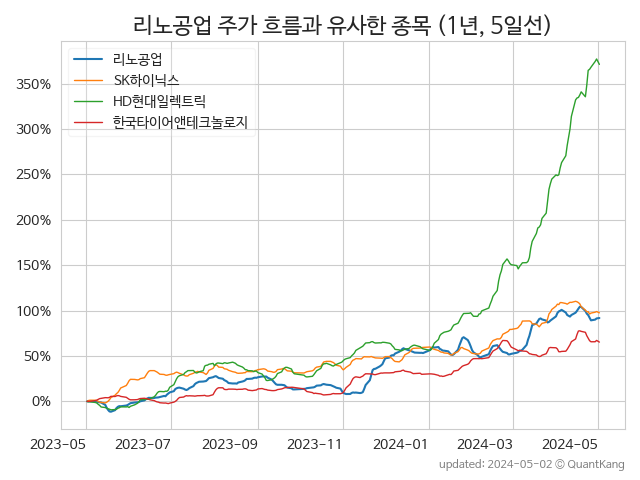 리노공업 주가 흐름과 유사한 종목 (1년, 5일선)
리노공업
SK하이닉스
HD현대일렉트릭
한국타이어앤테크놀로지
350%
300%
250%
200%
150%
100%
50%
0%
2023-05 2023-07 2023-09 2023-11 2024-01 2024-03 2024-05
updated: 2024-05-02 © QuantKang